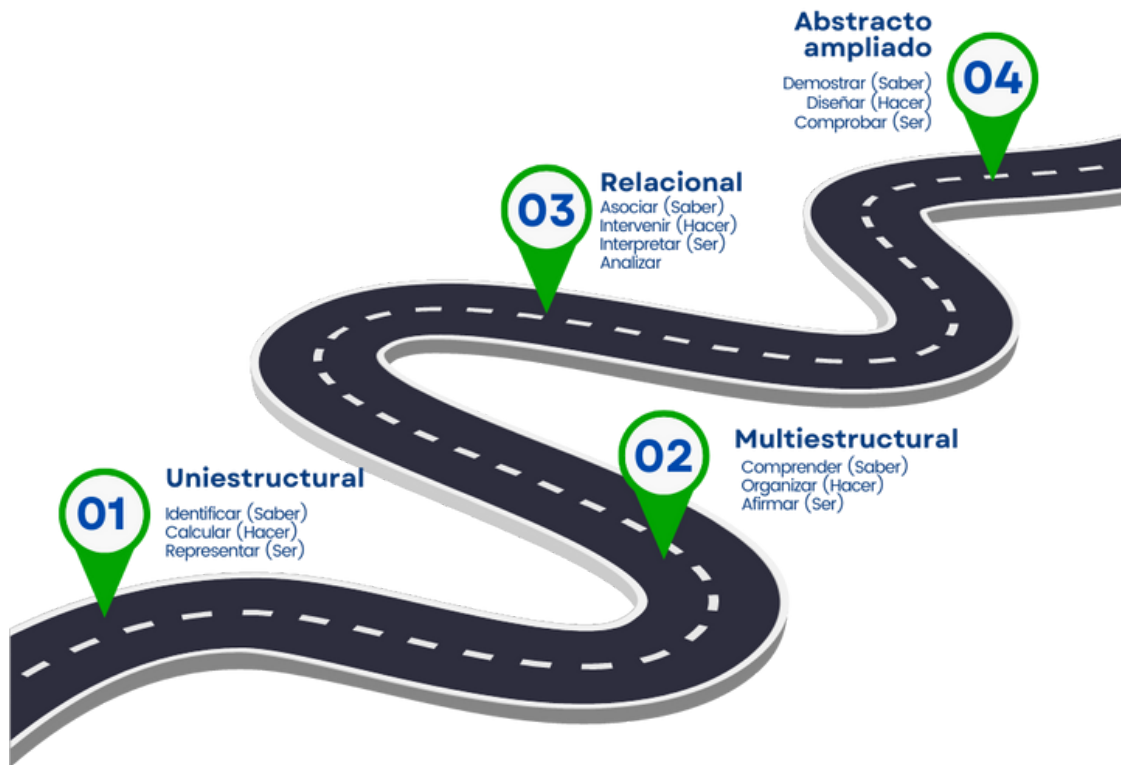 01
Uniestructural
Identificar (Saber)
Calcular (Hacer)
Representar (Ser)
02
Multiestructural
Comprender (Saber)
Organizar (Hacer)
Afirmar (Ser)
03
Relacional
Asociar (Saber)
Intervenir (Hacer)
Interpretar (Ser)
Analizar
04
Abstracto
ampliado
Demostrar (Saber)
Diseñar (Hacer)
Comprobar (Ser)